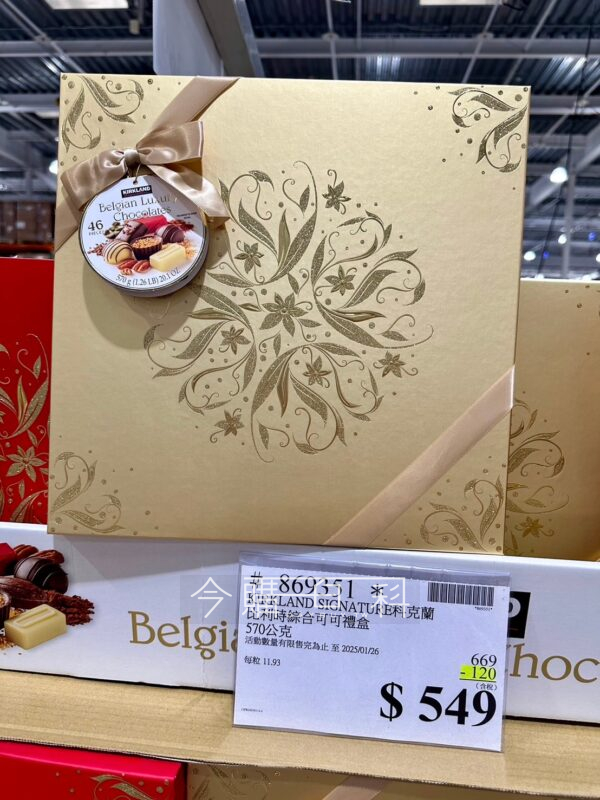 KIRKLAND
Belgian Luxury
Chocolates
46
570 g (1.26 LB) 20.1 OZ
# 869351 *
KIRKLAND SIGNATURE科克蘭
比利時綜合可可禮盒
570公克
活動數量有限售完為止 至 2025/01/26
每粒 11.93
669
- 120
(含稅)
$ 549
Belgia
Choc